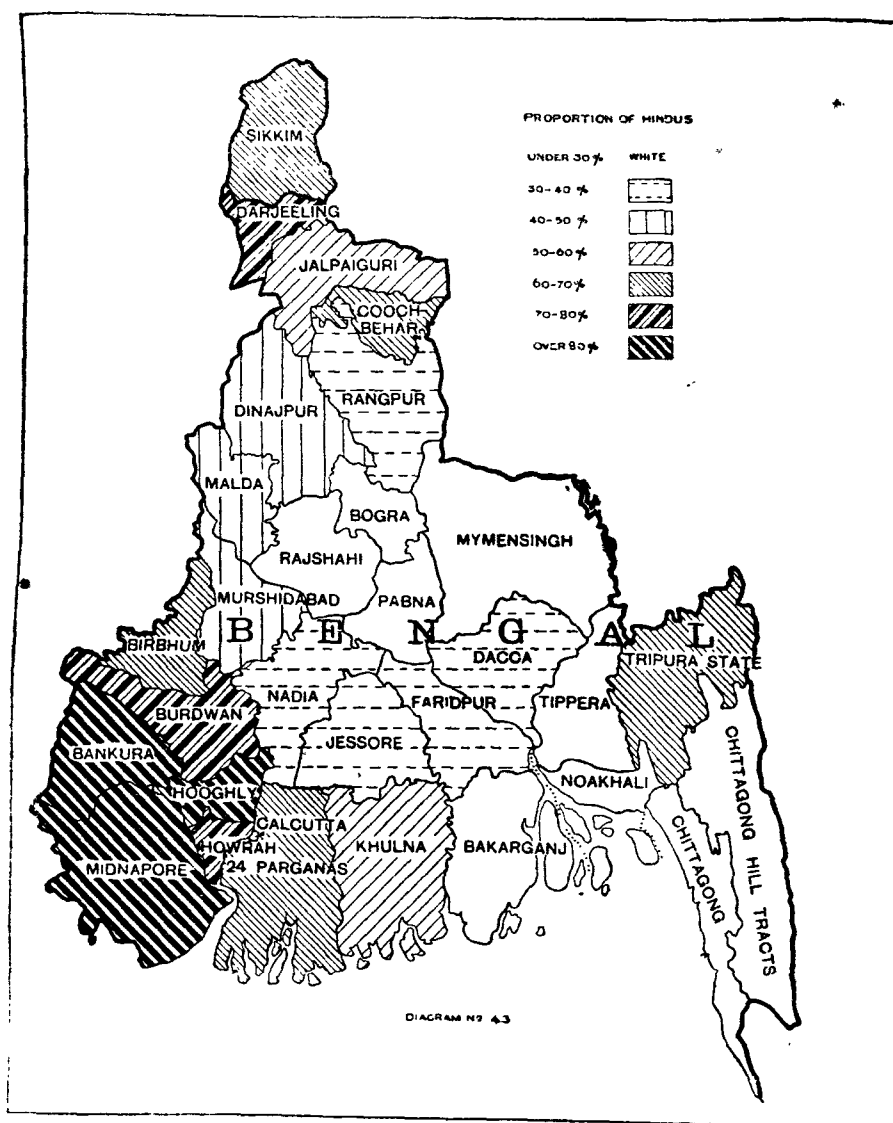 PROPORTION OF HINDUS
UNDER 30% WHITE
30-40%
40-50%
50-60%
60-70%
70-80%
OVER 80%
SIKKIM
DARJEELING
JALPAIGURI
COOCH
BEHAR
RANGPUR
DINAJPUR
MALDA
BOGRA
MYMENSINGH
RAJSHAHI
PABNA
MURSHIDABAD
BENGAL
BIRBHUM
DACCA
TRIPURA STATE
NADIA
FARIDPUR
TIPPERA
BURDWAN
JESSORE
BANKURA
NOAKHALI
HOOGHLY
CALCUTTA
HOWRAH
KHULNA
BAKARGANJ
24 PARGANAS
MIDNAPORE
CHITTAGONG
CHITTAGONG HILL TRACTS
DIAGRAM Nº 43